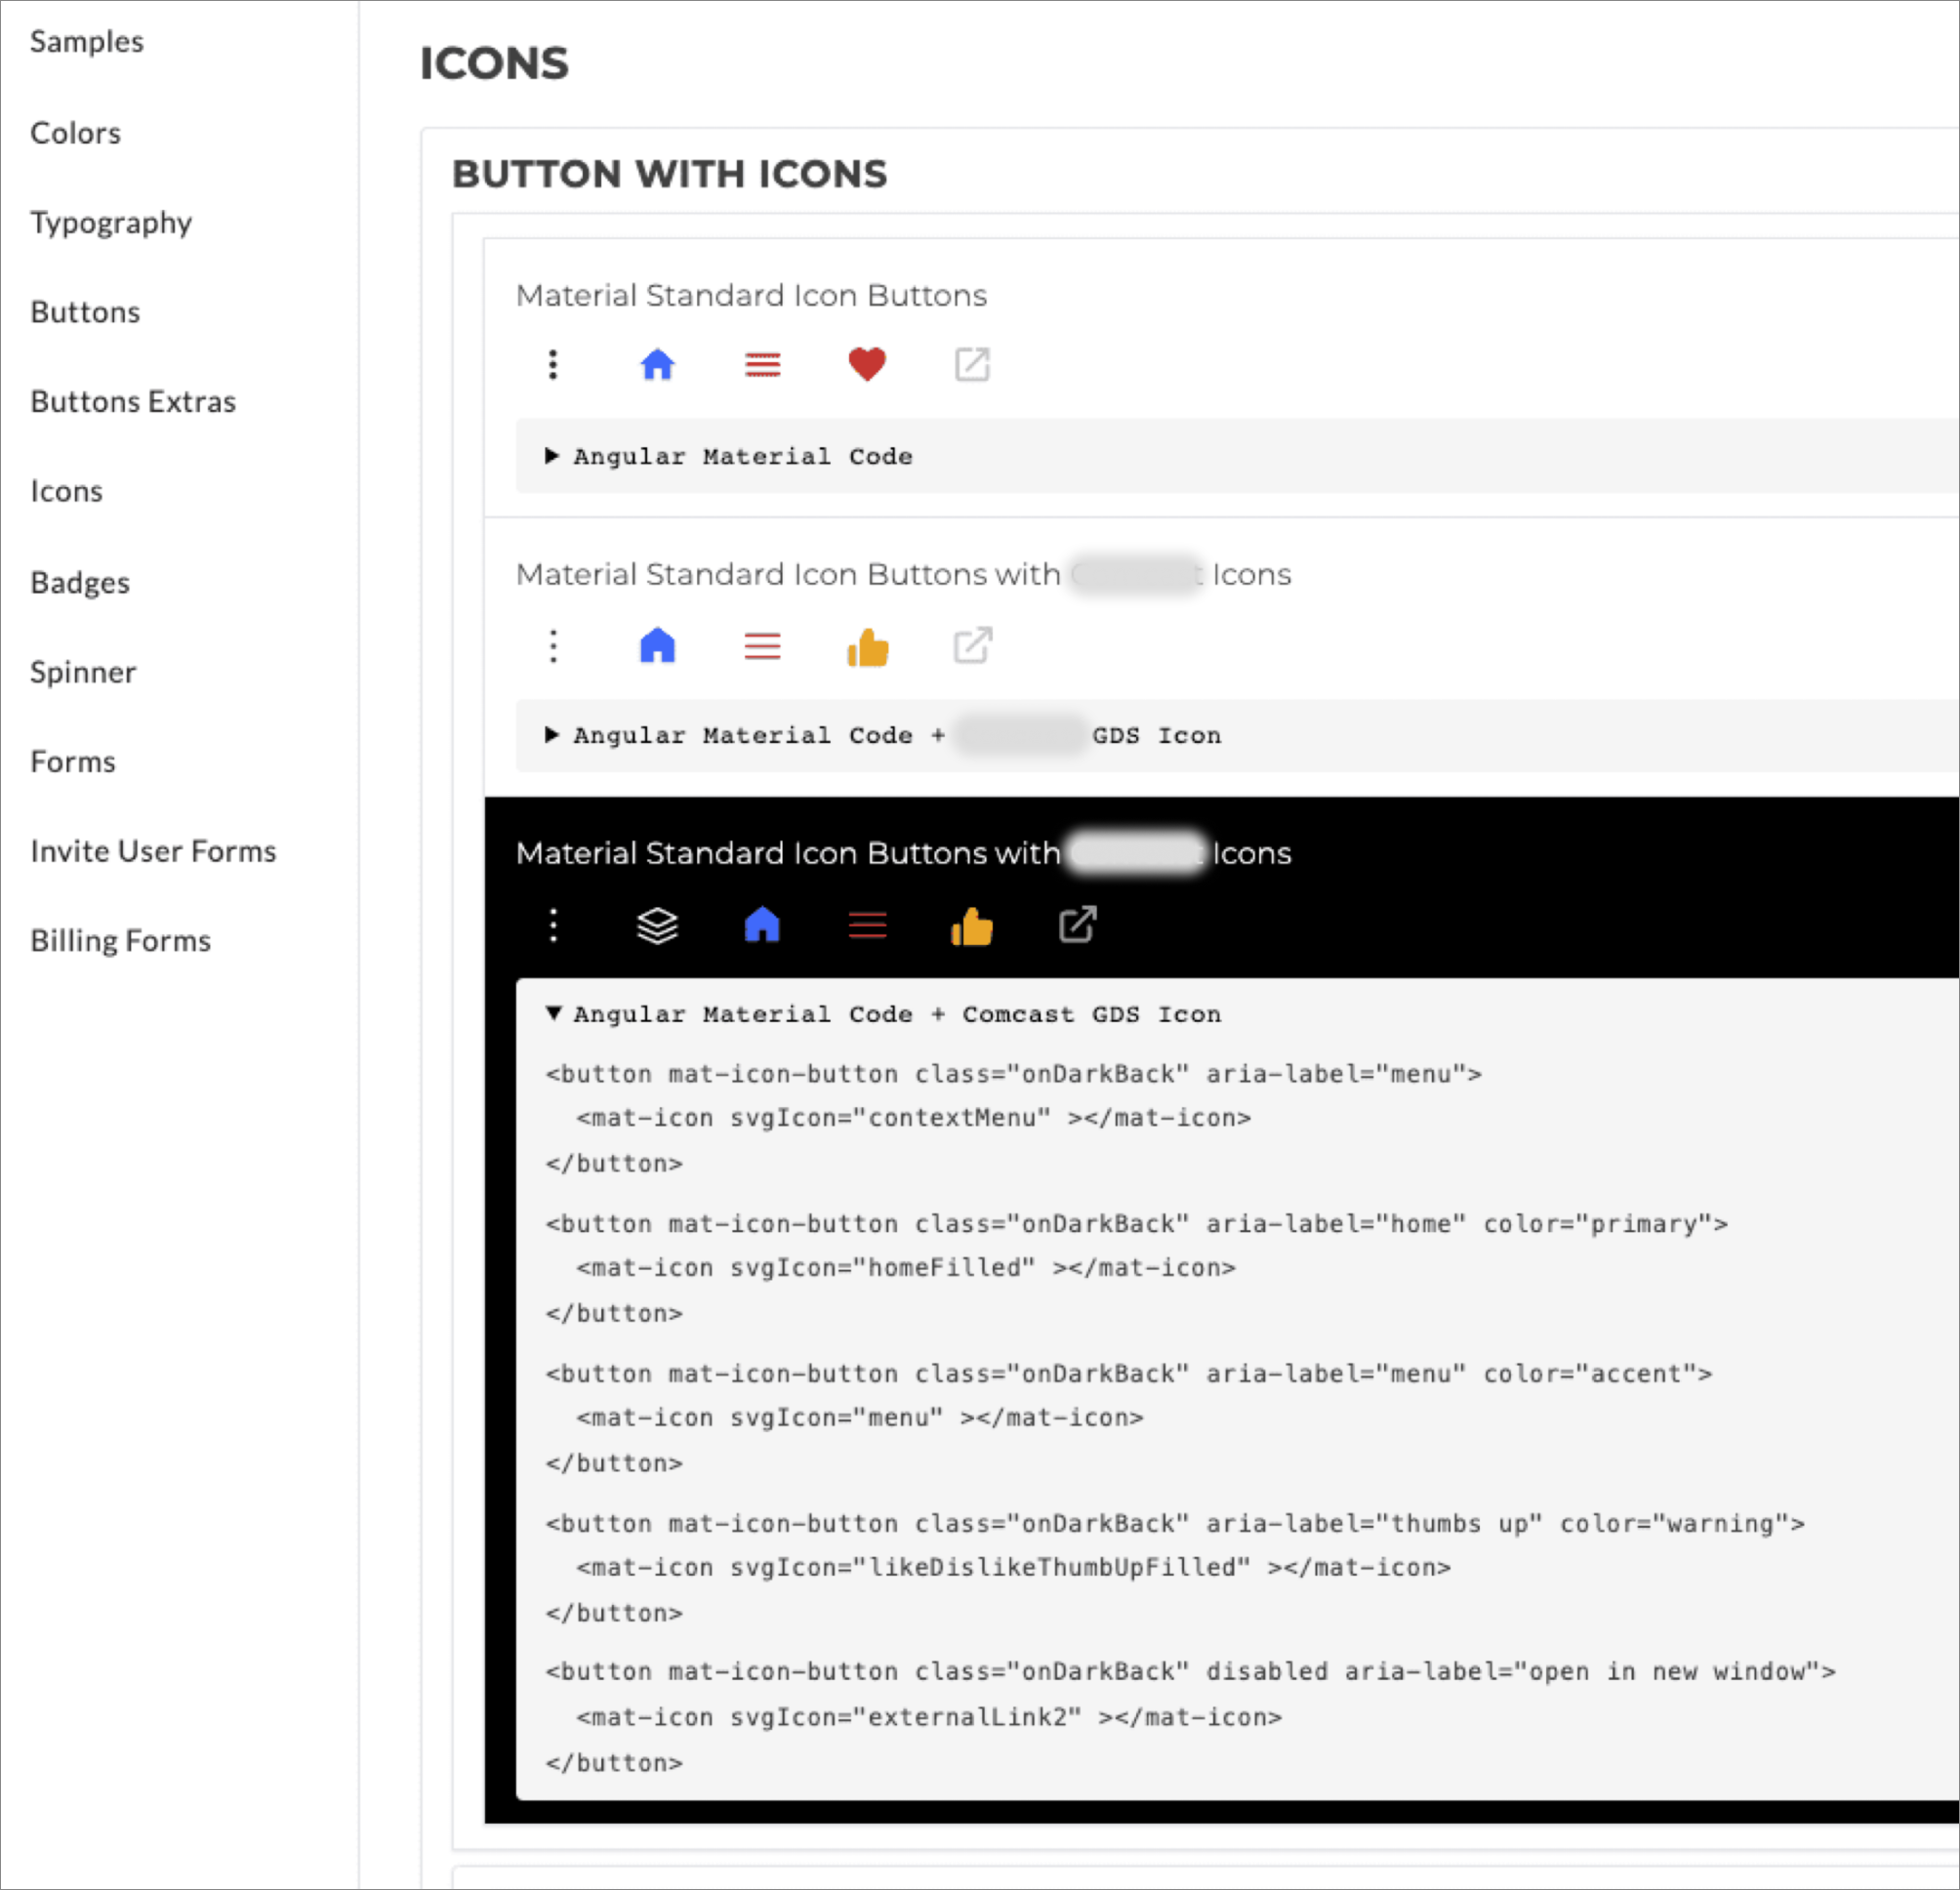 Samples
Colors
Typography
Buttons
Buttons Extras
Icons
Badges
Spinner
Forms
Invite User Forms
Billing Forms
ICONS
BUTTON WITH ICONS
Material Standard Icon Buttons
Angular Material Code
Material Standard Icon Buttons with Icons
Angular Material Code + GDS Icon
Material Standard Icon Buttons with Icons
Angular Material Code + Comcast GDS Icon
<button mat-icon-button class="onDarkBack" aria-label="menu">
<mat-icon svgIcon="contextMenu" ></mat-icon>
</button>
<button mat-icon-button class="onDarkBack" aria-label="home" color="primary">
<mat-icon svgIcon="homeFilled" ></mat-icon>
</button>
<button mat-icon-button class="onDarkBack" aria-label="menu" color="accent">
<mat-icon svgIcon="menu" ></mat-icon>
</button>
<button mat-icon-button class="onDarkBack" aria-label="thumbs up" color="warning">
<mat-icon svgIcon="likeDislikeThumbUpFilled" ></mat-icon>
</button>
<button mat-icon-button class="onDarkBack" disabled aria-label="open in new window">
<mat-icon svgIcon="externalLink2" ></mat-icon>
</button>